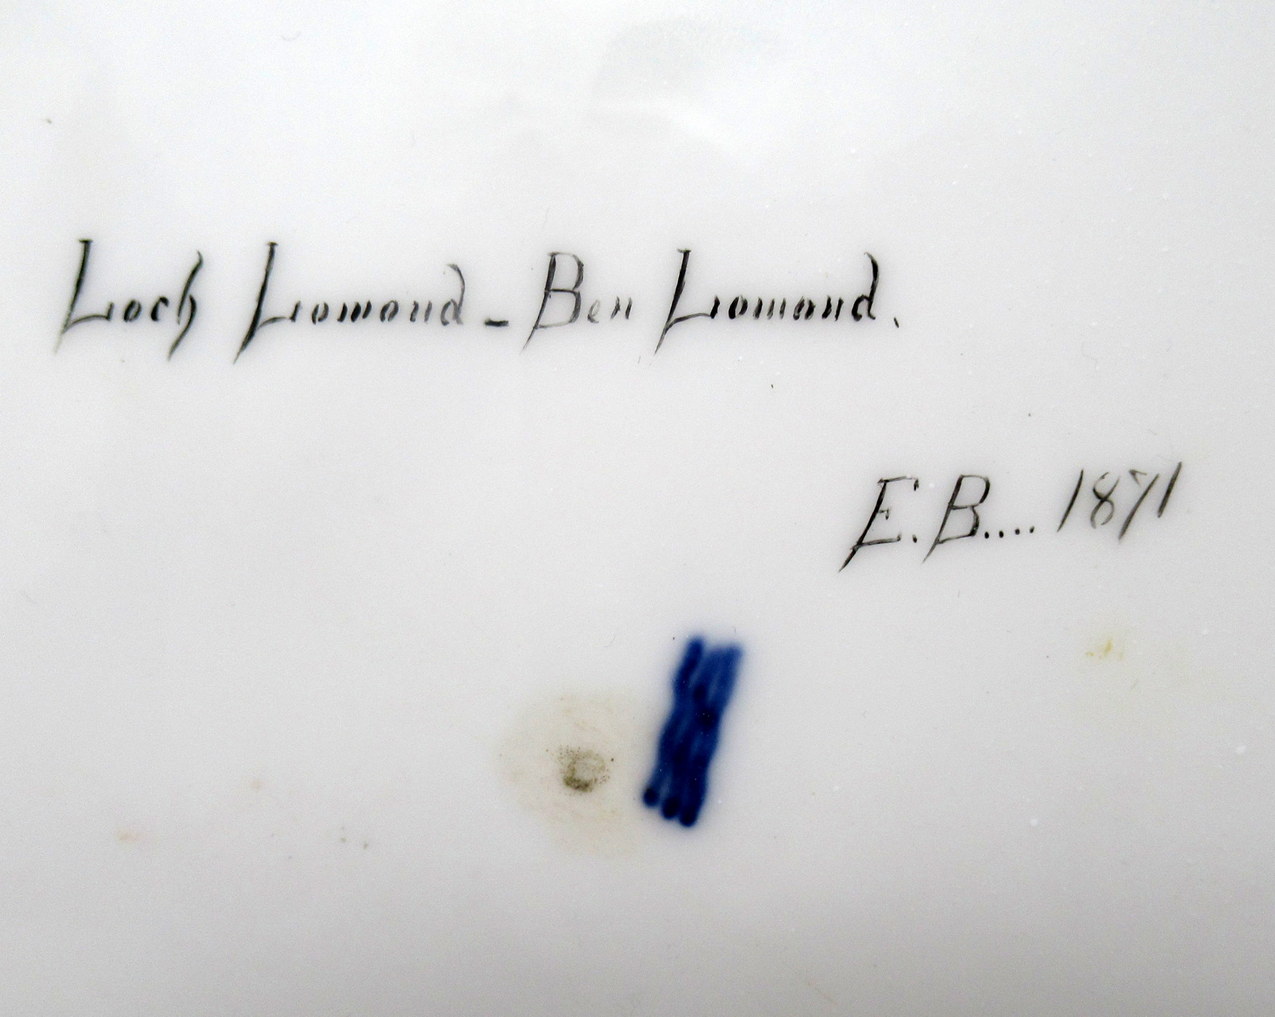 Loch Lomond - Ben Lomond.
E. B.... 1871